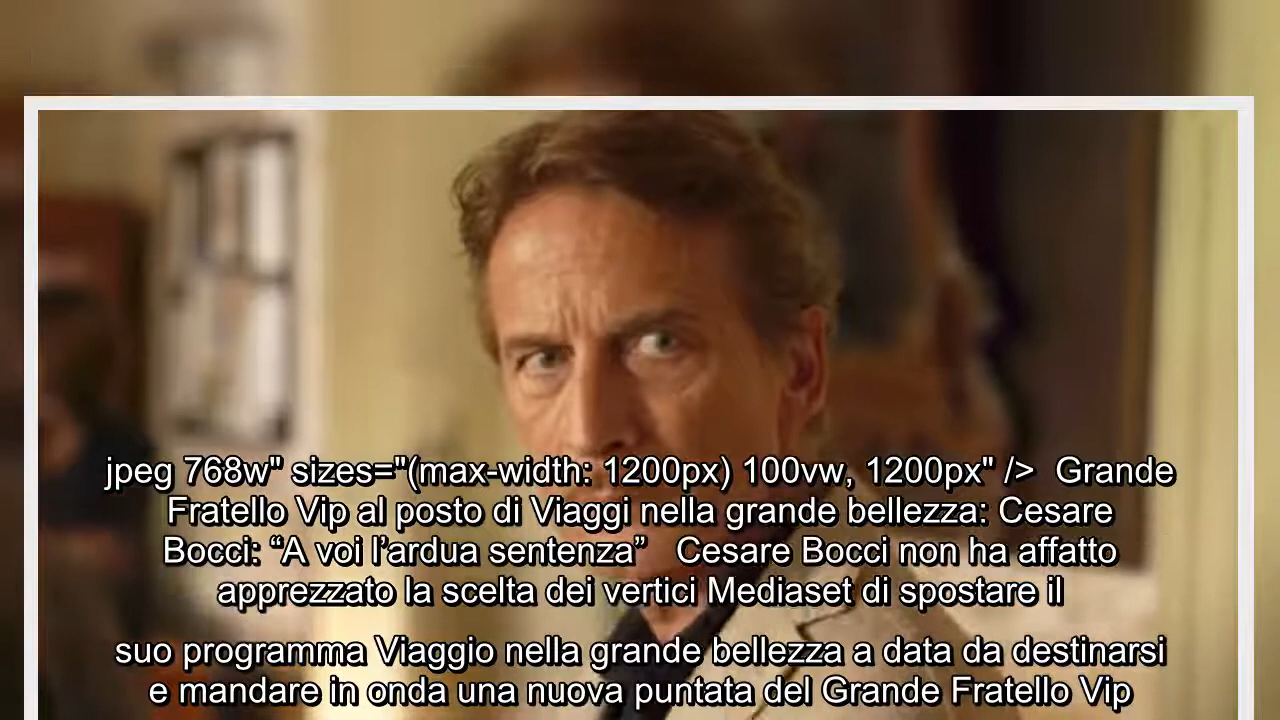 jpeg 768w" sizes="(max-width: 1200px) 100vw, 1200px" />  Grande
Fratello Vip al posto di Viaggi nella grande bellezza: Cesare
Bocci: “A voi l’ardua sentenza”   Cesare Bocci non ha affatto
apprezzato la scelta dei vertici Mediaset di spostare il
suo programma Viaggio nella grande bellezza a data da destinarsi
e mandare in onda una nuova puntata del Grande Fratello Vip